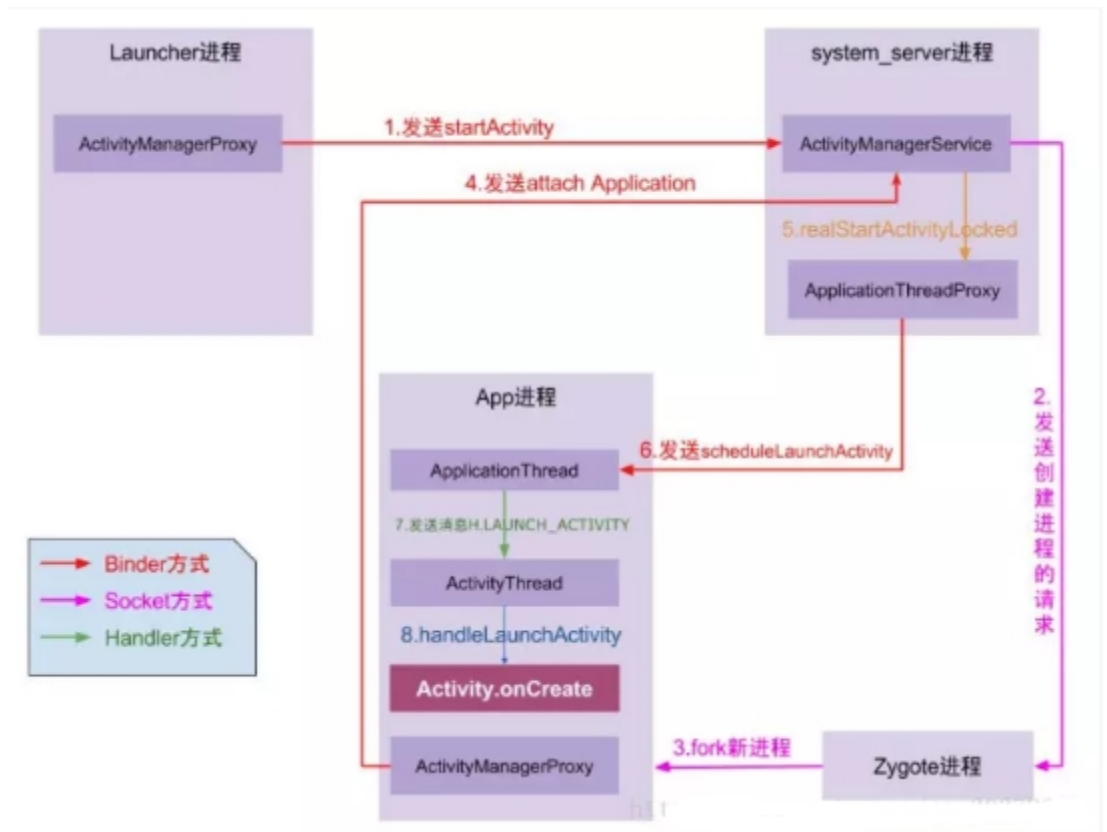 Launcher进程
system_server进程
ActivityManagerProxy
1.发送startActivity
ActivityManagerService
4.发送attach Application
5.realStartActivityLocked
ApplicationThreadProxy
App进程
2.
发
送
创
建
进
程
的
请
求
6.发送scheduleLaunchActivity
ApplicationThread
7.发送消息H.LAUNCH_ACTIVITY
Binder方式
ActivityThread
Socket方式
8.handleLaunchActivity
Handler方式
Activity.onCreate
3.fork新进程
ActivityManagerProxy
Zygote进程